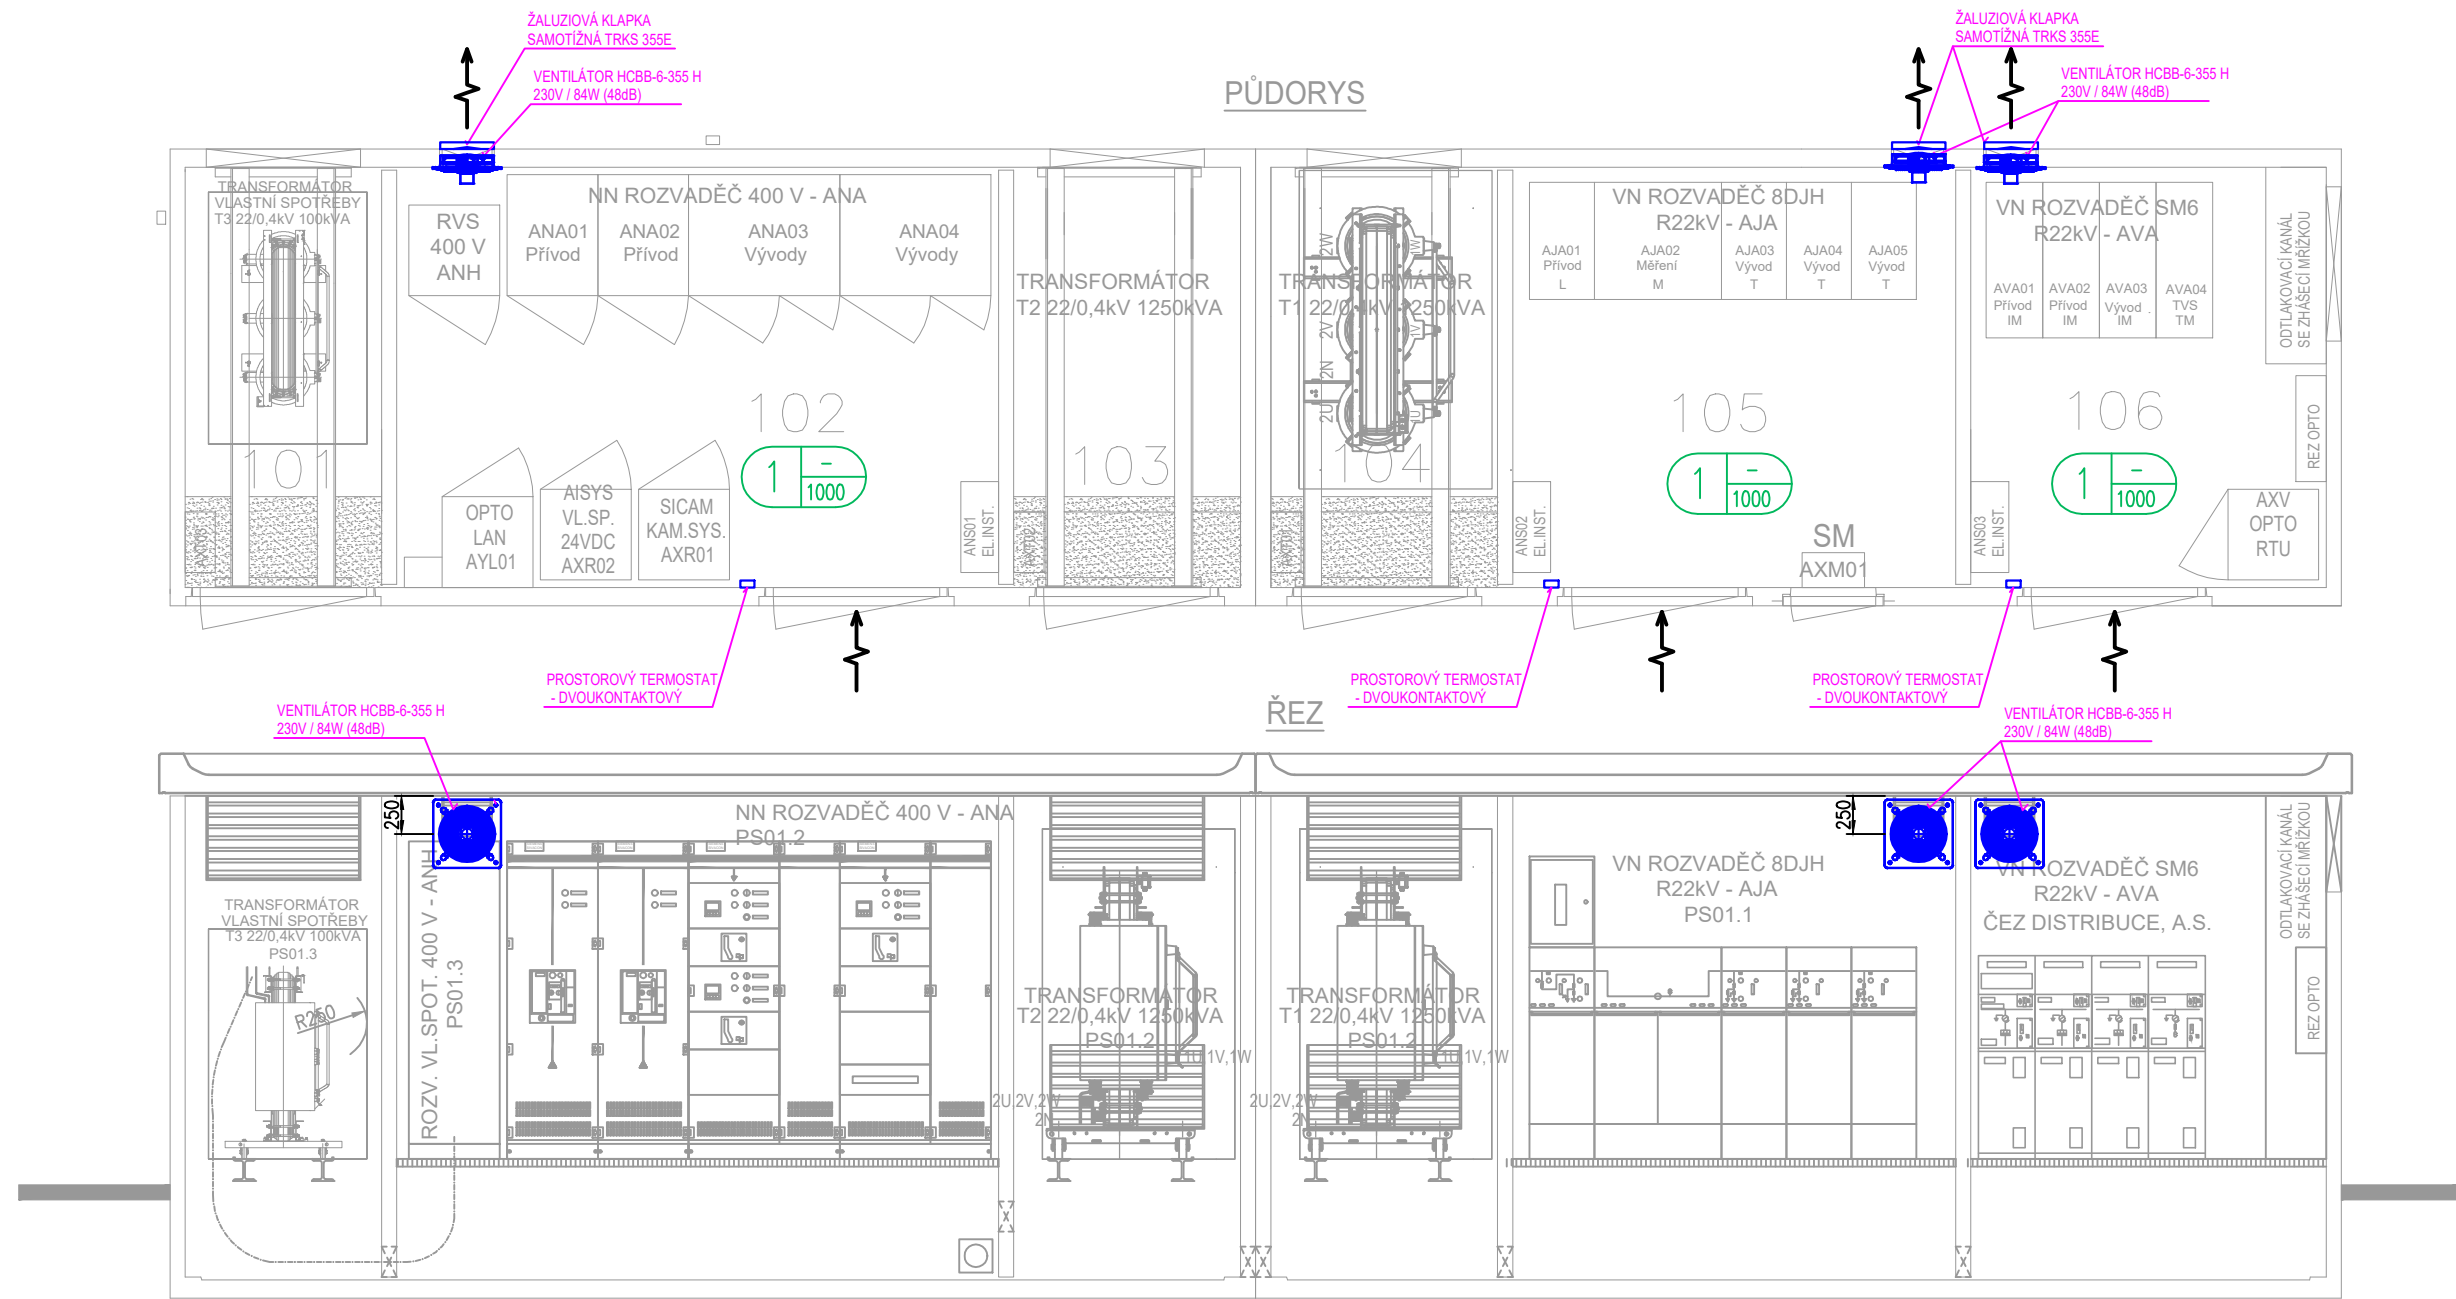 ŽALUZIOVÁ KLAPKA
SAMOTÍŽNÁ TRKS 355E
VENTILÁTOR HCBB-6-355 H
230V / 84W (48dB)
PŮDORYS
ŽALUZIOVÁ KLAPKA
SAMOTÍŽNÁ TRKS 355E
VENTILÁTOR HCBB-6-355 H
230V / 84W (48dB)
TRANSFORMÁTOR
VLASTNÍ SPOTŘEBY
T3 22/0,4kV 100kVA
101
RVS
400 V
ANH
NN ROZVADĚČ 400 V - ANA
ANA01
Přívod
ANA02
Přívod
ANA03
Vývody
ANA04
Vývody
102
1
-
1000
OPTO
LAN
AYL01
AISYS
VL.SP.
24VDC
AXR02
SICAM
KAM.SYS.
AXR01
ANS01
EL.INST.
TRANSFORMÁTOR
T2 22/0,4kV 1250kVA
103
TRANSFORMÁTOR
T1 22/0,4kV 1250kVA
2W
2V
2N
2U
1W
1V
1U
104
ANS02
EL.INST.
VN ROZVADĚČ 8DJH
R22kV - AJA
AJA01
Přívod
L
AJA02
Měření
M
AJA03
Vývod
T
AJA04
Vývod
T
AJA05
Vývod
T
105
1
-
1000
SM
AXM01
VN ROZVADĚČ SM6
R22kV - AVA
AVA01
Přívod
IM
AVA02
Přívod
IM
AVA03
Vývod .
IM
AVA04
TVS
TM
106
1
-
1000
ANS03
EL.INST.
AXV
OPTO
RTU
ODTLAKOVACÍ KANÁL
SE ZHÁŠECÍ MŘÍŽKOU
REZ OPTO
PROSTOROVÝ TERMOSTAT
- DVOUKONTAKTOVÝ
PROSTOROVÝ TERMOSTAT
- DVOUKONTAKTOVÝ
PROSTOROVÝ TERMOSTAT
- DVOUKONTAKTOVÝ
ŘEZ
VENTILÁTOR HCBB-6-355 H
230V / 84W (48dB)
VENTILÁTOR HCBB-6-355 H
230V / 84W (48dB)
250
250
TRANSFORMÁTOR
VLASTNÍ SPOTŘEBY
T3 22/0,4kV 100kVA
PS01.3
R250
ROZV. VL.SPOT. 400 V - ANH
PS01.3
NN ROZVADĚČ 400 V - ANA
PS01.2
TRANSFORMÁTOR
T2 22/0,4kV 1250kVA
PS01.2
1U,1V,1W
2U,2V,2W
2N
TRANSFORMÁTOR
T1 22/0,4kV 1250kVA
PS01.2
1U,1V,1W
2U,2V,2W
2N
VN ROZVADĚČ 8DJH
R22kV - AJA
PS01.1
VN ROZVADĚČ SM6
R22kV - AVA
ČEZ DISTRIBUCE, A.S.
ODTLAKOVACÍ KANÁL
SE ZHÁŠECÍ MŘÍŽKOU
REZ OPTO